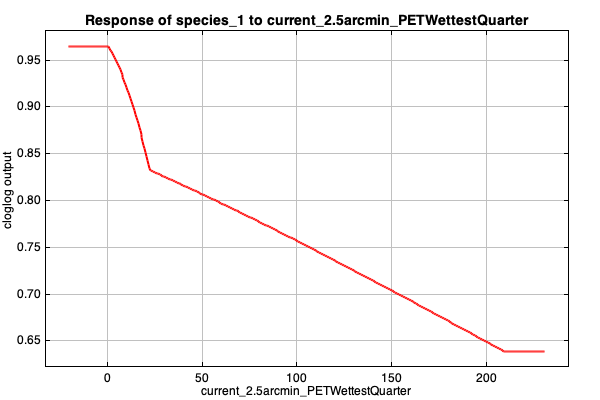 Response of species_1 to current_2.5arcmin_PETWettestQuarter
cloglog output
0.95
0.90
0.85
0.80
0.75
0.70
0.65
0 50 100 150 200
current_2.5arcmin_PETWettestQuarter